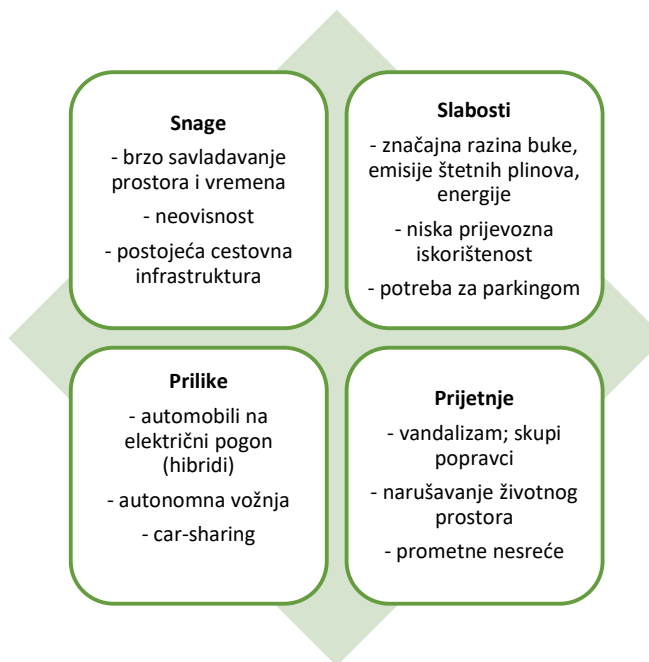 Snage
- brzo savladavanje
prostora i vremena
- neovisnost
- postojeća cestovna
infrastruktura
Slabosti
- značajna razina buke,
emisije štetnih plinova,
energije
- niska prijevozna
iskorištenost
- potreba za parkingom
Prilike
- automobili na
električni pogon
(hibridi)
- autonomna vožnja
- car-sharing
Prijetnje
- vandalizam; skupi
popravci
- narušavanje životnog
prostora
- prometne nesreće